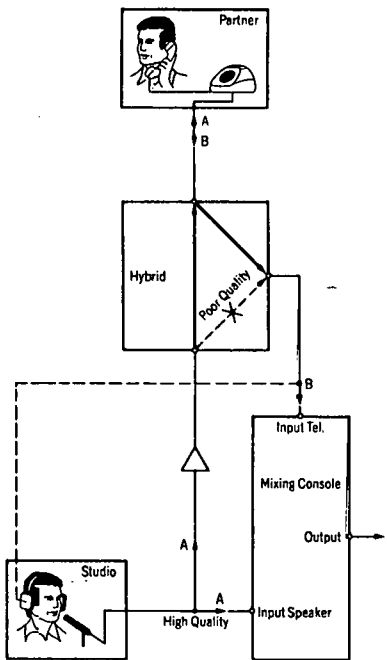 Partner
A
B
Hybrid
Poor Quality
B
Input Tel.
Mixing Console
Output
A
Studio
A
High Quality
Input Speaker